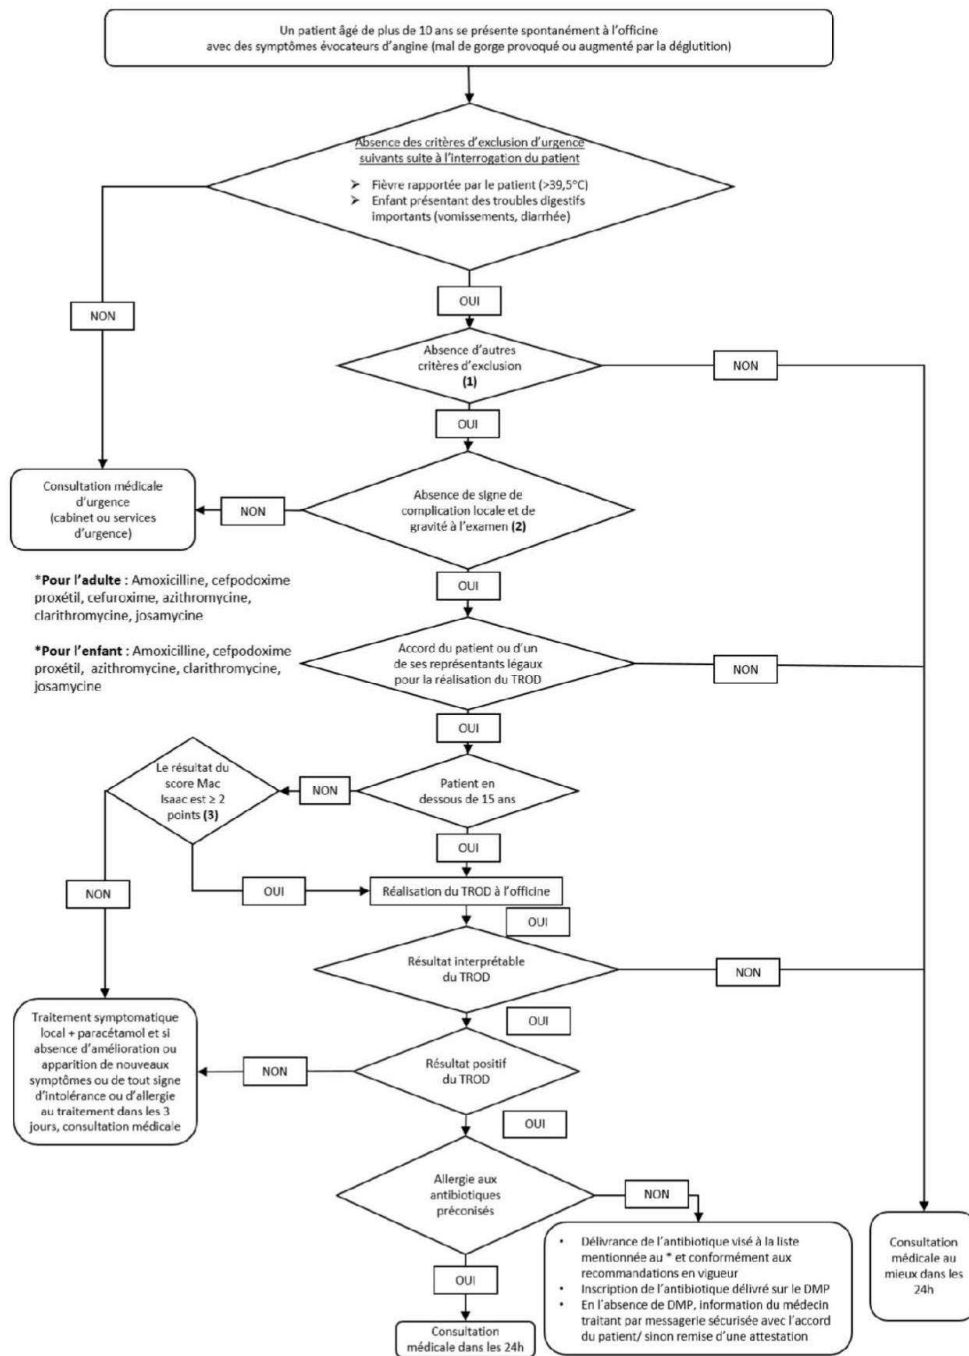 Un patient âgé de plus de 10 ans se présente spontanément à l'officine
avec des symptômes évocateurs d'angine (mal de gorge provoqué ou augmenté par la déglutition)
Absence des critères d'exclusion d'urgence
suivants suite à l'interrogation du patient
➢ Fièvre rapportée par le patient (>39,5°C)
➢ Enfant présentant des troubles digestifs
importants (vomissements, diarrhée)
NON
OUI
Absence d'autres
critères d'exclusion
(1)
NON
OUI
Consultation médicale
d'urgence
(cabinet ou services
d'urgence)
NON
Absence de signe de
complication locale et de
gravité à l'examen (2)
OUI
*Pour l'adulte : Amoxicilline, cefpodoxime
proxétil, cefuroxime, azithromycine,
clarithromycine, josamycine
*Pour l'enfant : Amoxicilline, cefpodoxime
proxétil, azithromycine, clarithromycine,
josamycine
Accord du patient ou d'un
de ses représentants légaux
pour la réalisation du TROD
NON
OUI
Le résultat du
score Mac
Isaac est ≥ 2
points (3)
NON
Patient en
dessous de 15 ans
OUI
NON
OUI
Réalisation du TROD à l'officine
OUI
Résultat interprétable
du TROD
NON
OUI
Traitement symptomatique
local + paracétamol et si
absence d'amélioration ou
apparition de nouveaux
symptômes ou de tout signe
d'intolérance ou d'allergie
au traitement dans les 3
jours, consultation médicale
NON
Résultat positif
du TROD
OUI
Allergie aux
antibiotiques
préconisés
NON
OUI
Consultation
médicale dans les 24h
• Délivrance de l'antibiotique visé à la liste
mentionnée au * et conformément aux
recommandations en vigueur
• Inscription de l'antibiotique délivré sur le DMP
• En l'absence de DMP, information du médecin
traitant par messagerie sécurisée avec l'accord
du patient/ sinon remise d'une attestation
Consultation
médicale au
mieux dans les
24h